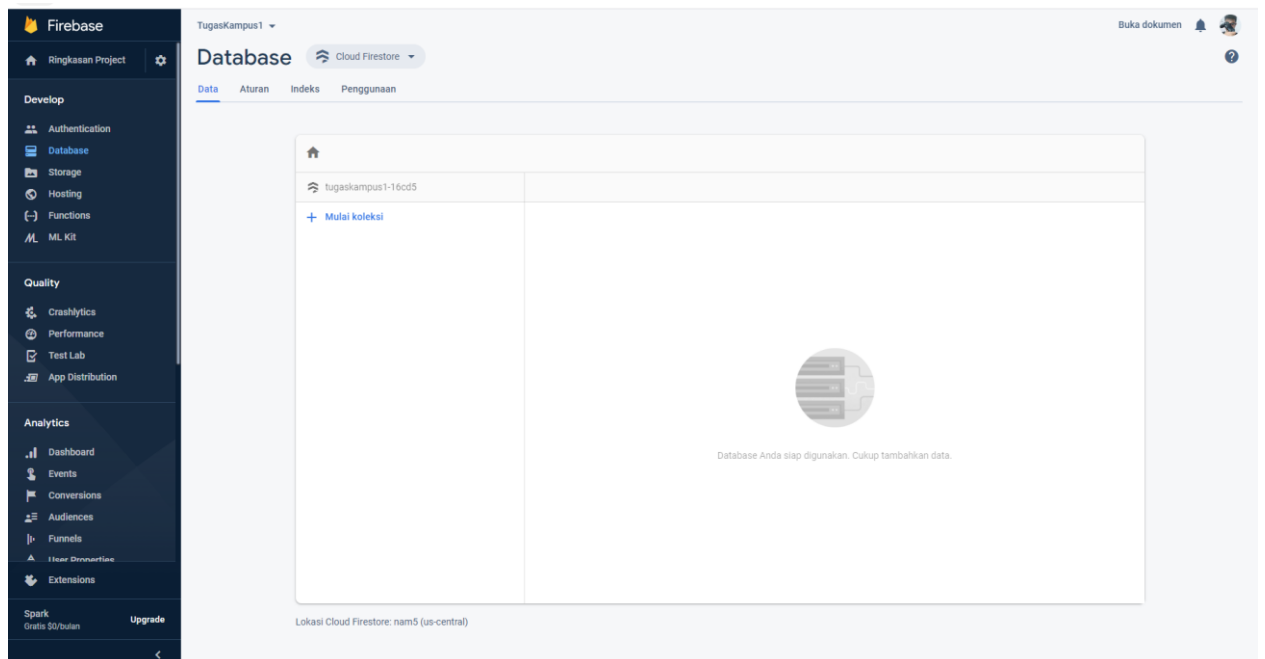 Firebase
Ringkasan Project
Develop
Authentication
Database
Storage
Hosting
Functions
ML Kit
Quality
Crashlytics
Performance
Test Lab
App Distribution
Analytics
Dashboard
Events
Conversions
Audiences
Funnels
User Properties
Extensions
Spark
Gratis $0/bulan
Upgrade
TugasKampus1
Buka dokumen
Database
Cloud Firestore
Data Aturan Indeks Penggunaan
tugaskampus1-16cd5
+ Mulai koleksi
Database Anda siap digunakan. Cukup tambahkan data.
Lokasi Cloud Firestore: nam5 (us-central)